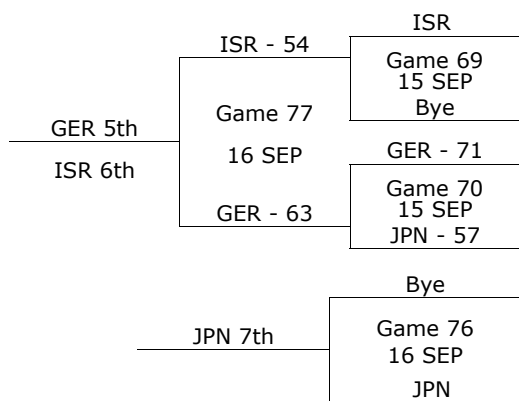 ISR
ISR - 54
Game 69
15 SEP
Bye
Game 77
GER 5th
16 SEP
ISR 6th
GER - 71
Game 70
15 SEP
GER - 63
JPN - 57
Bye
JPN 7th
Game 76
16 SEP
JPN